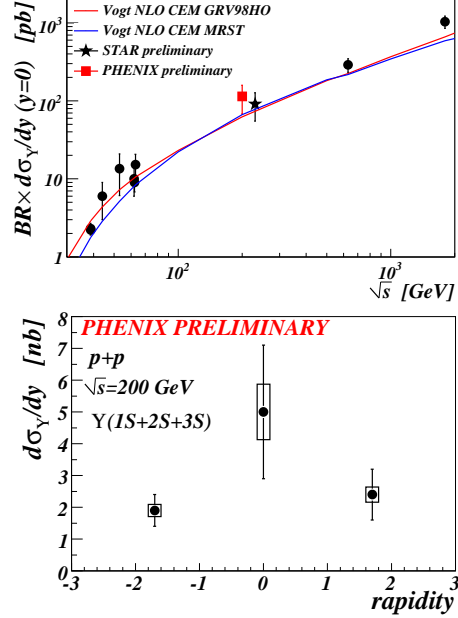 BR×dσϒ/dy (y=0) [pb]
10³
10²
10
1
Vogt NLO CEM GRV98HO
Vogt NLO CEM MRST
STAR preliminary
PHENIX preliminary
10² 10³
√s [GeV]
dσϒ/dy [nb]
8
7
6
5
4
3
2
1
0
PHENIX PRELIMINARY
p+p
√s=200 GeV
ϒ(1S+2S+3S)
-3 -2 -1 0 1 2 3
rapidity